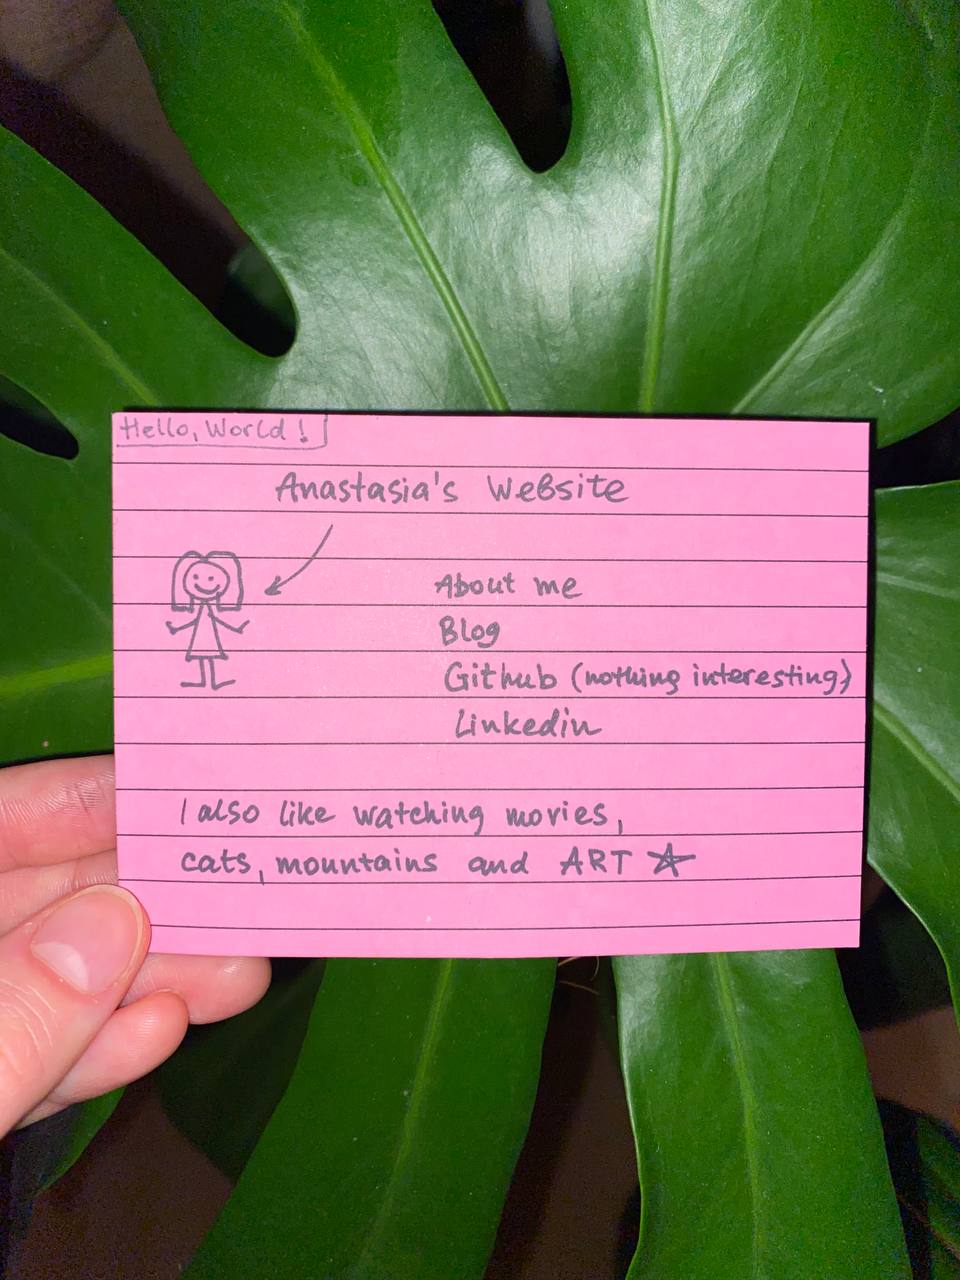 Hello, World!
Anastasia's Website
About me
Blog
Github (nothing interesting)
Linkedin
I also like watching movies,
cats, mountains and ART ☆